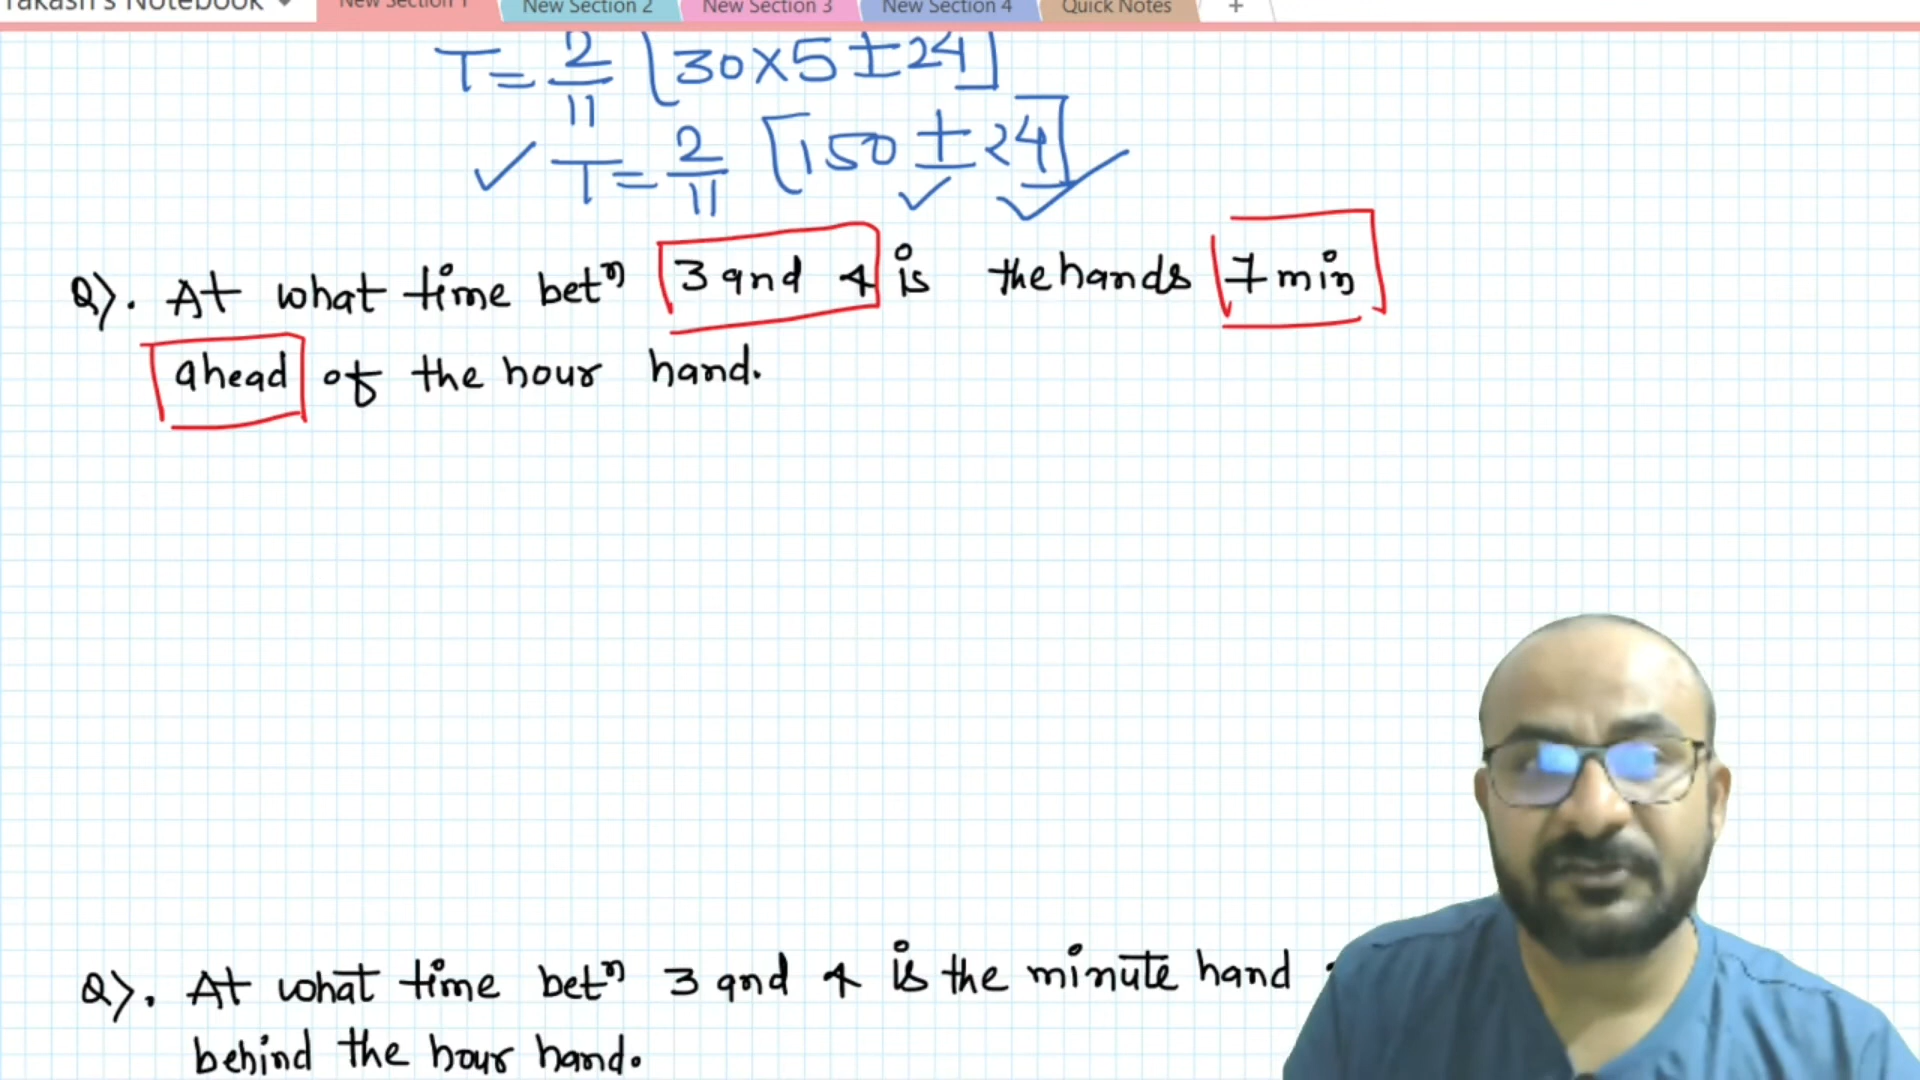 Notebook New Section 1 New Section 2 New Section 3 New Section 4 Quick Notes +
T = 2/11 [30×5 ± 24]
✓ T = 2/11 [150 ± 24]
Q). At what time betⁿ 3 and 4 is the hands 7 min
ahead of the hour hand.
Q). At what time betⁿ 3 and 4 is the minute hand
behind the hour hand.